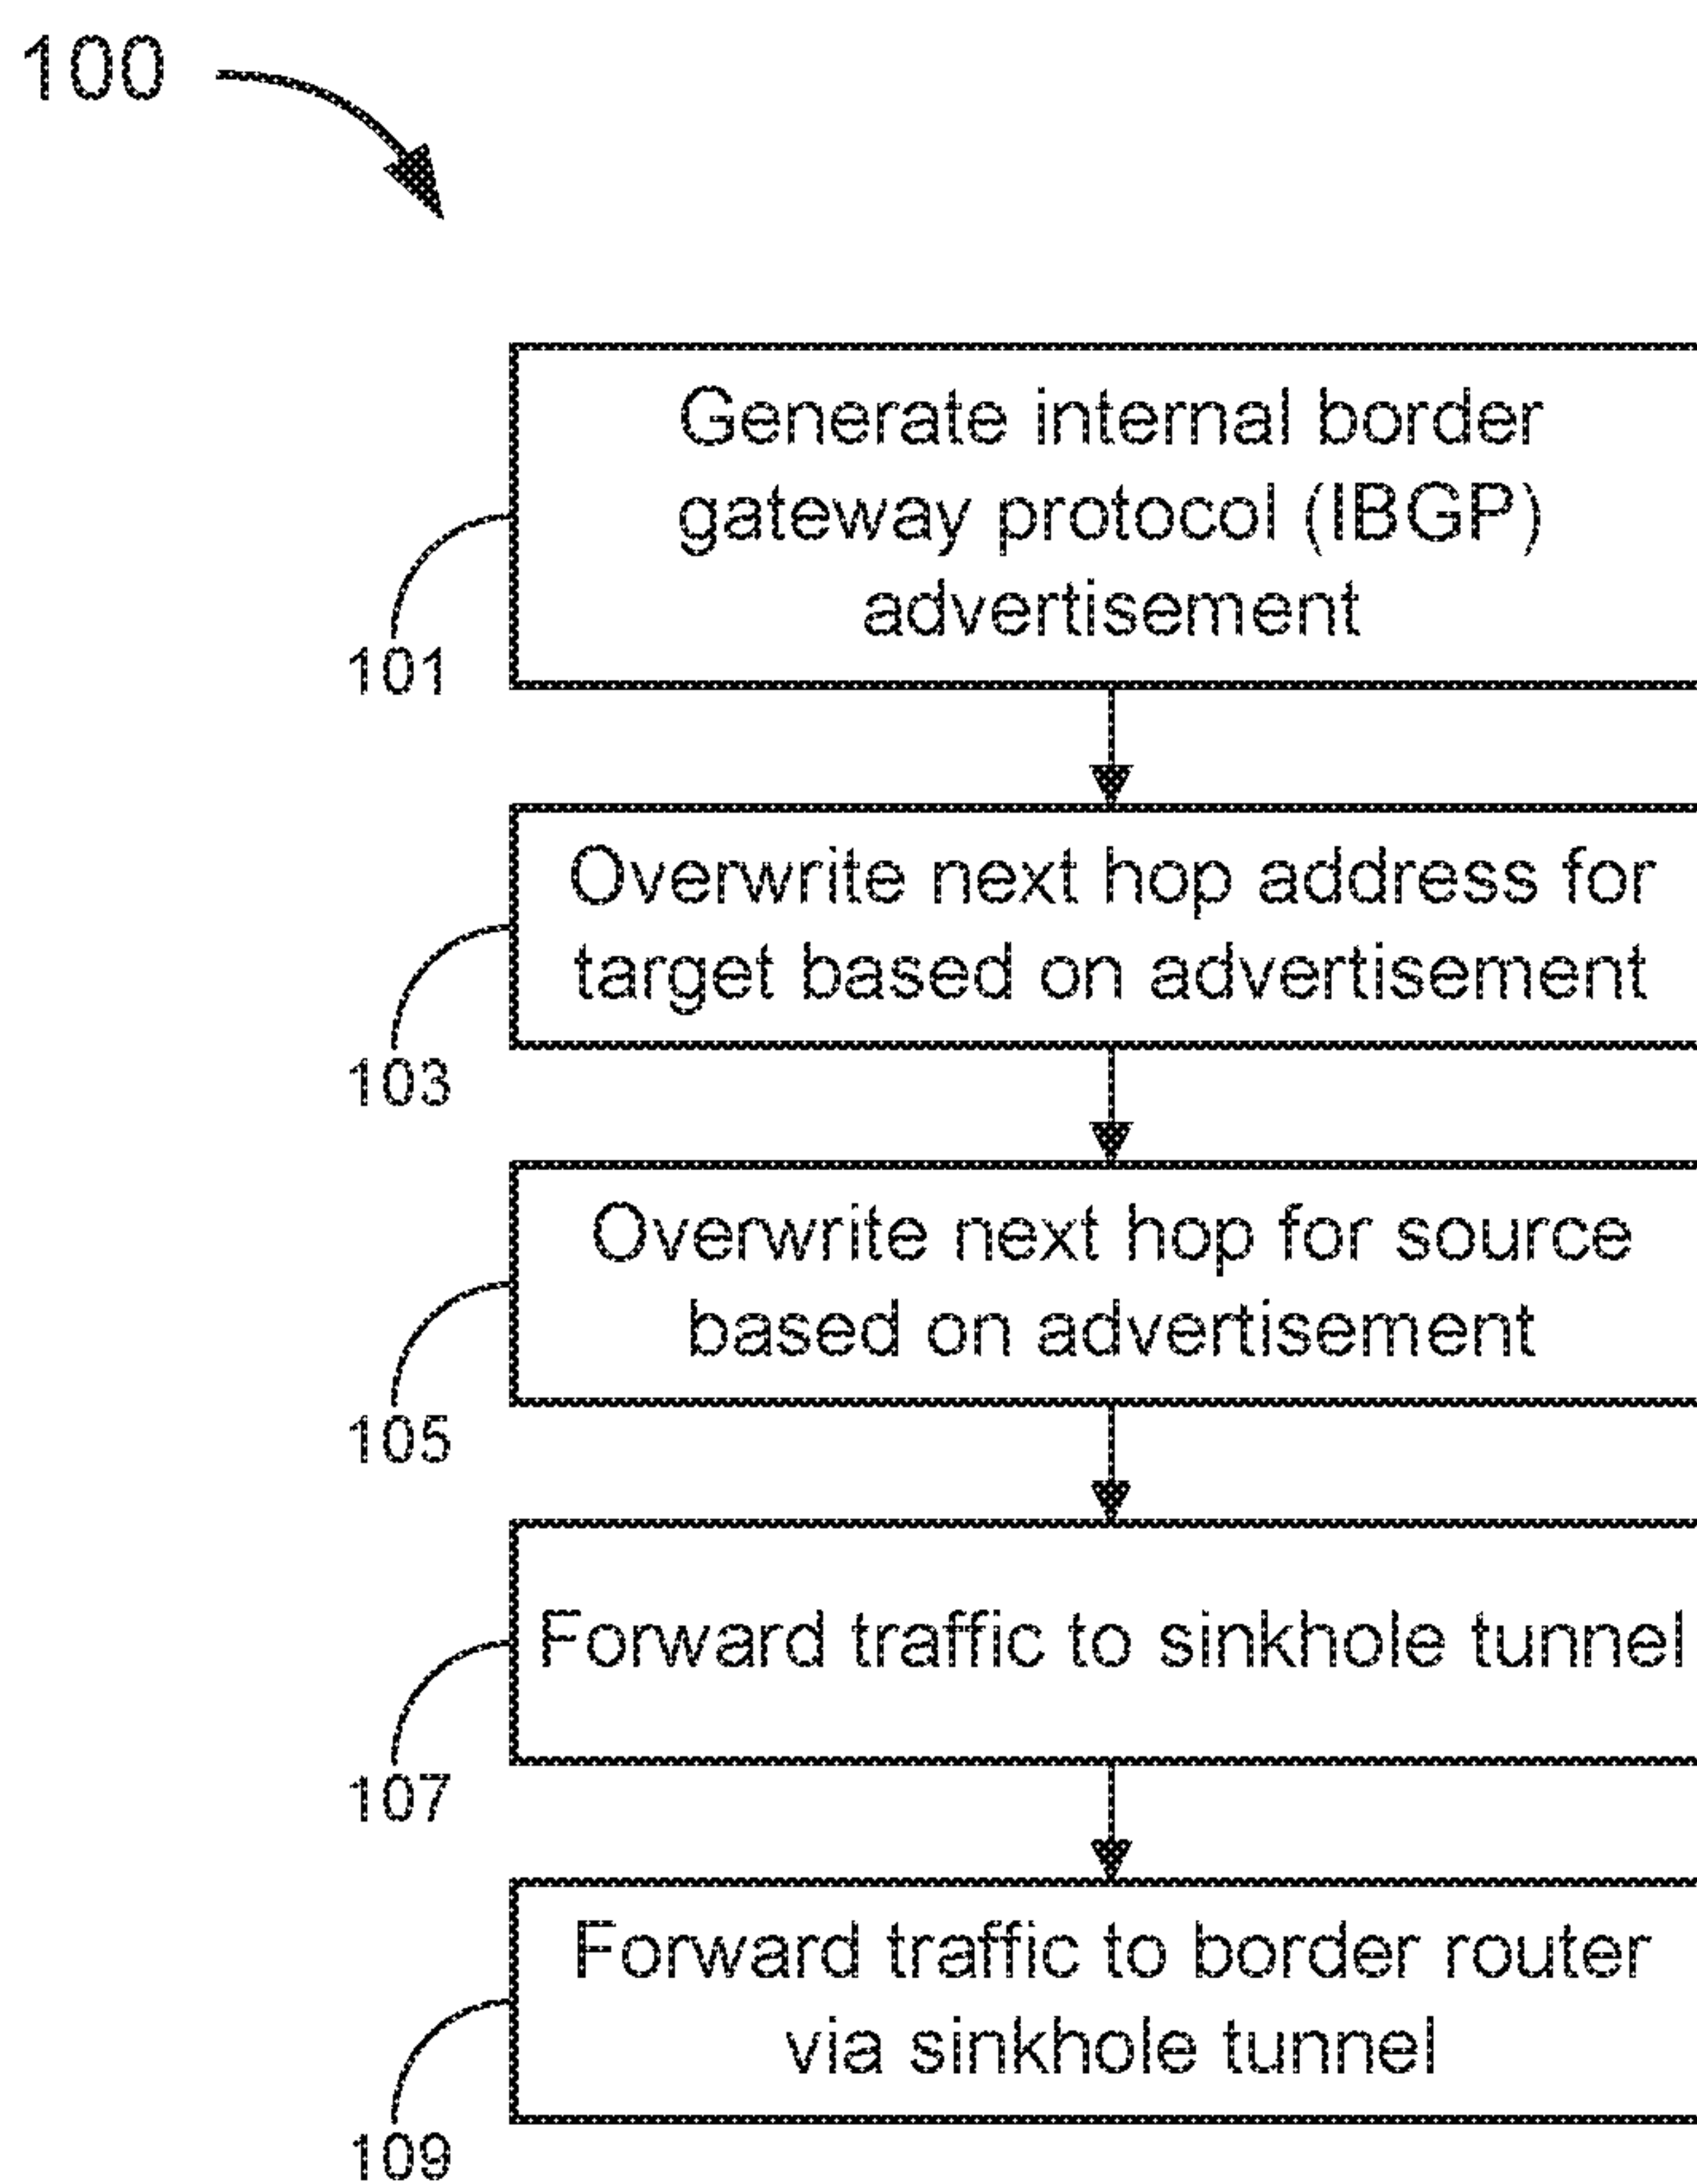 100
Generate internal border
gateway protocol (IBGP)
advertisement
101
Overwrite next hop address for
target based on advertisement
103
Overwrite next hop for source
based on advertisement
105
Forward traffic to sinkhole tunnel
107
Forward traffic to border router
via sinkhole tunnel
109